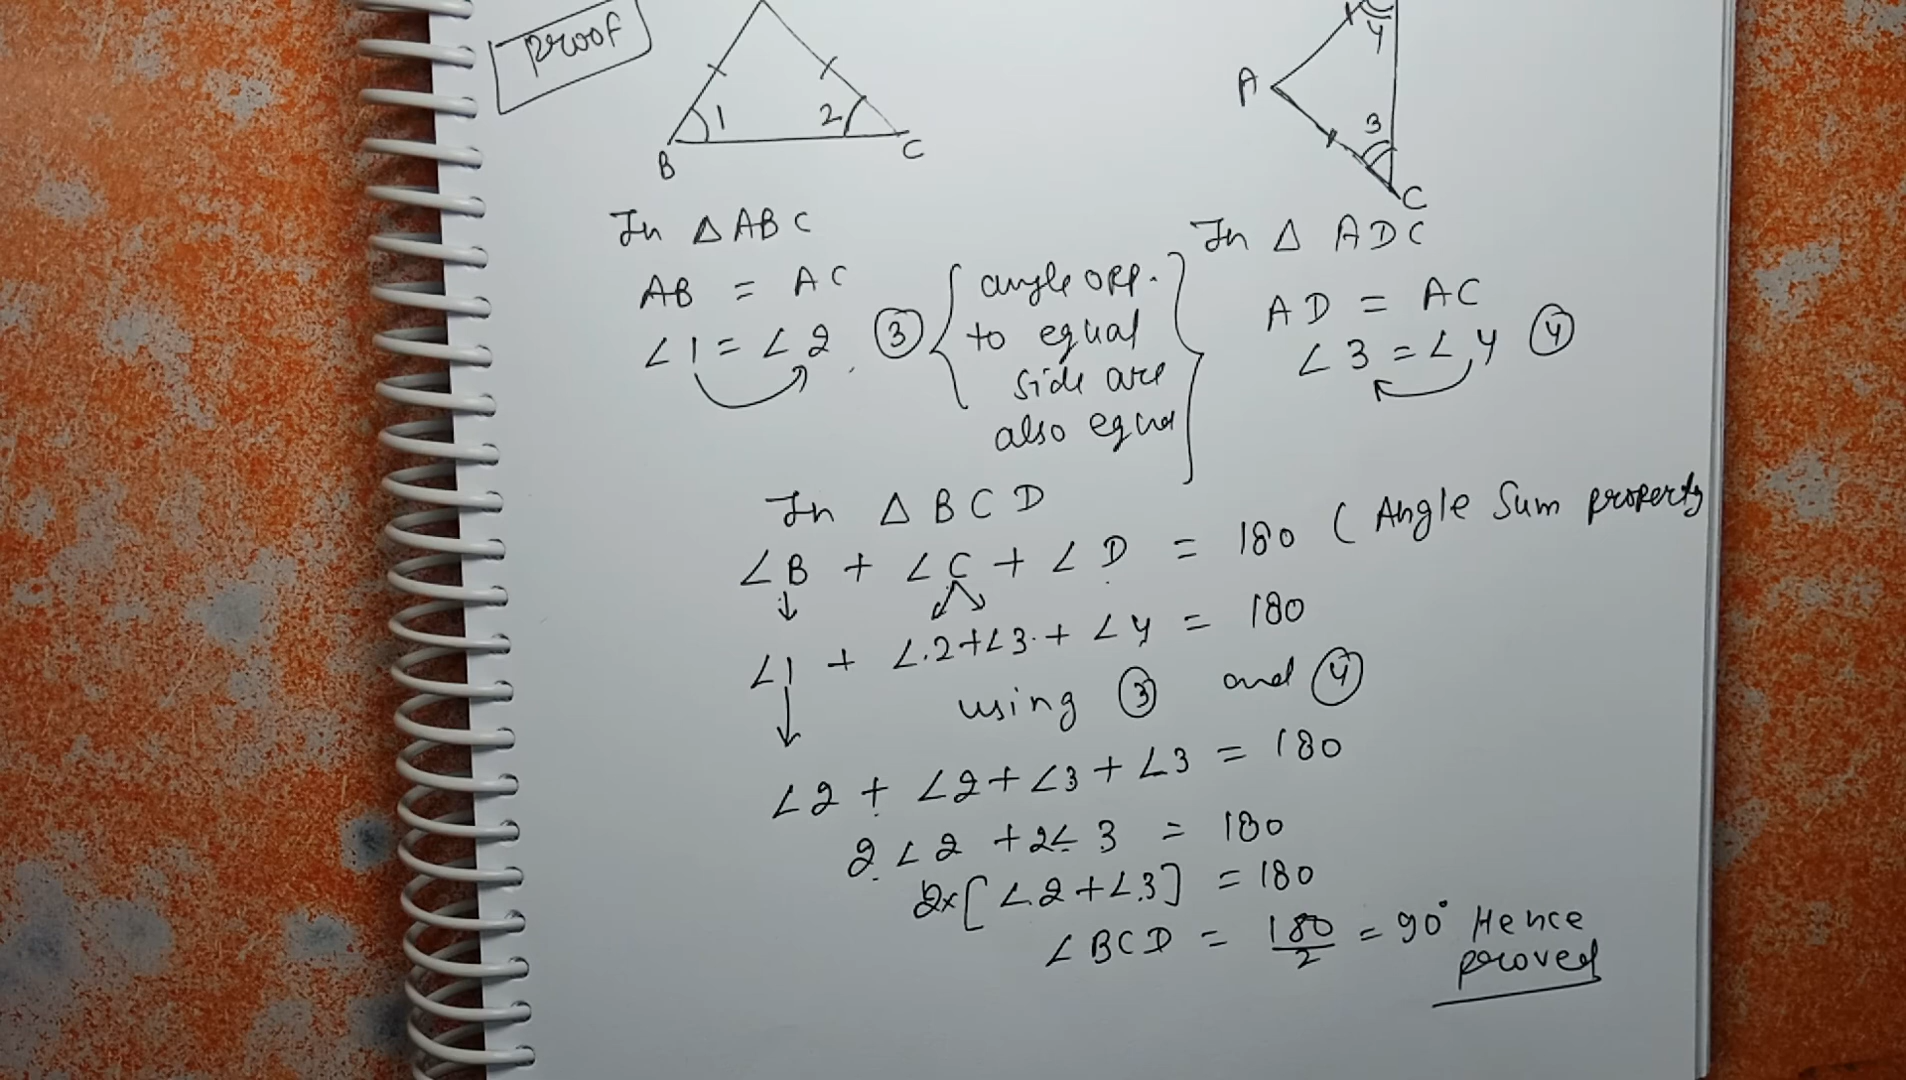 Proof
1 2
B C
4
A
3
C
In △ ABC
AB = AC
∠1 = ∠2 ③
{ angle opp.
to equal
side are
also equal }
In △ ADC
AD = AC
∠3 = ∠4 ④
In △ BCD
∠B + ∠C + ∠D = 180 ( Angle Sum property
∠1 + ∠2+∠3 + ∠4 = 180
using ③ and ④
∠2 + ∠2 + ∠3 + ∠3 = 180
2∠2 + 2∠3 = 180
2×[∠2+∠3] = 180
∠BCD = 180/2 = 90° Hence
proved